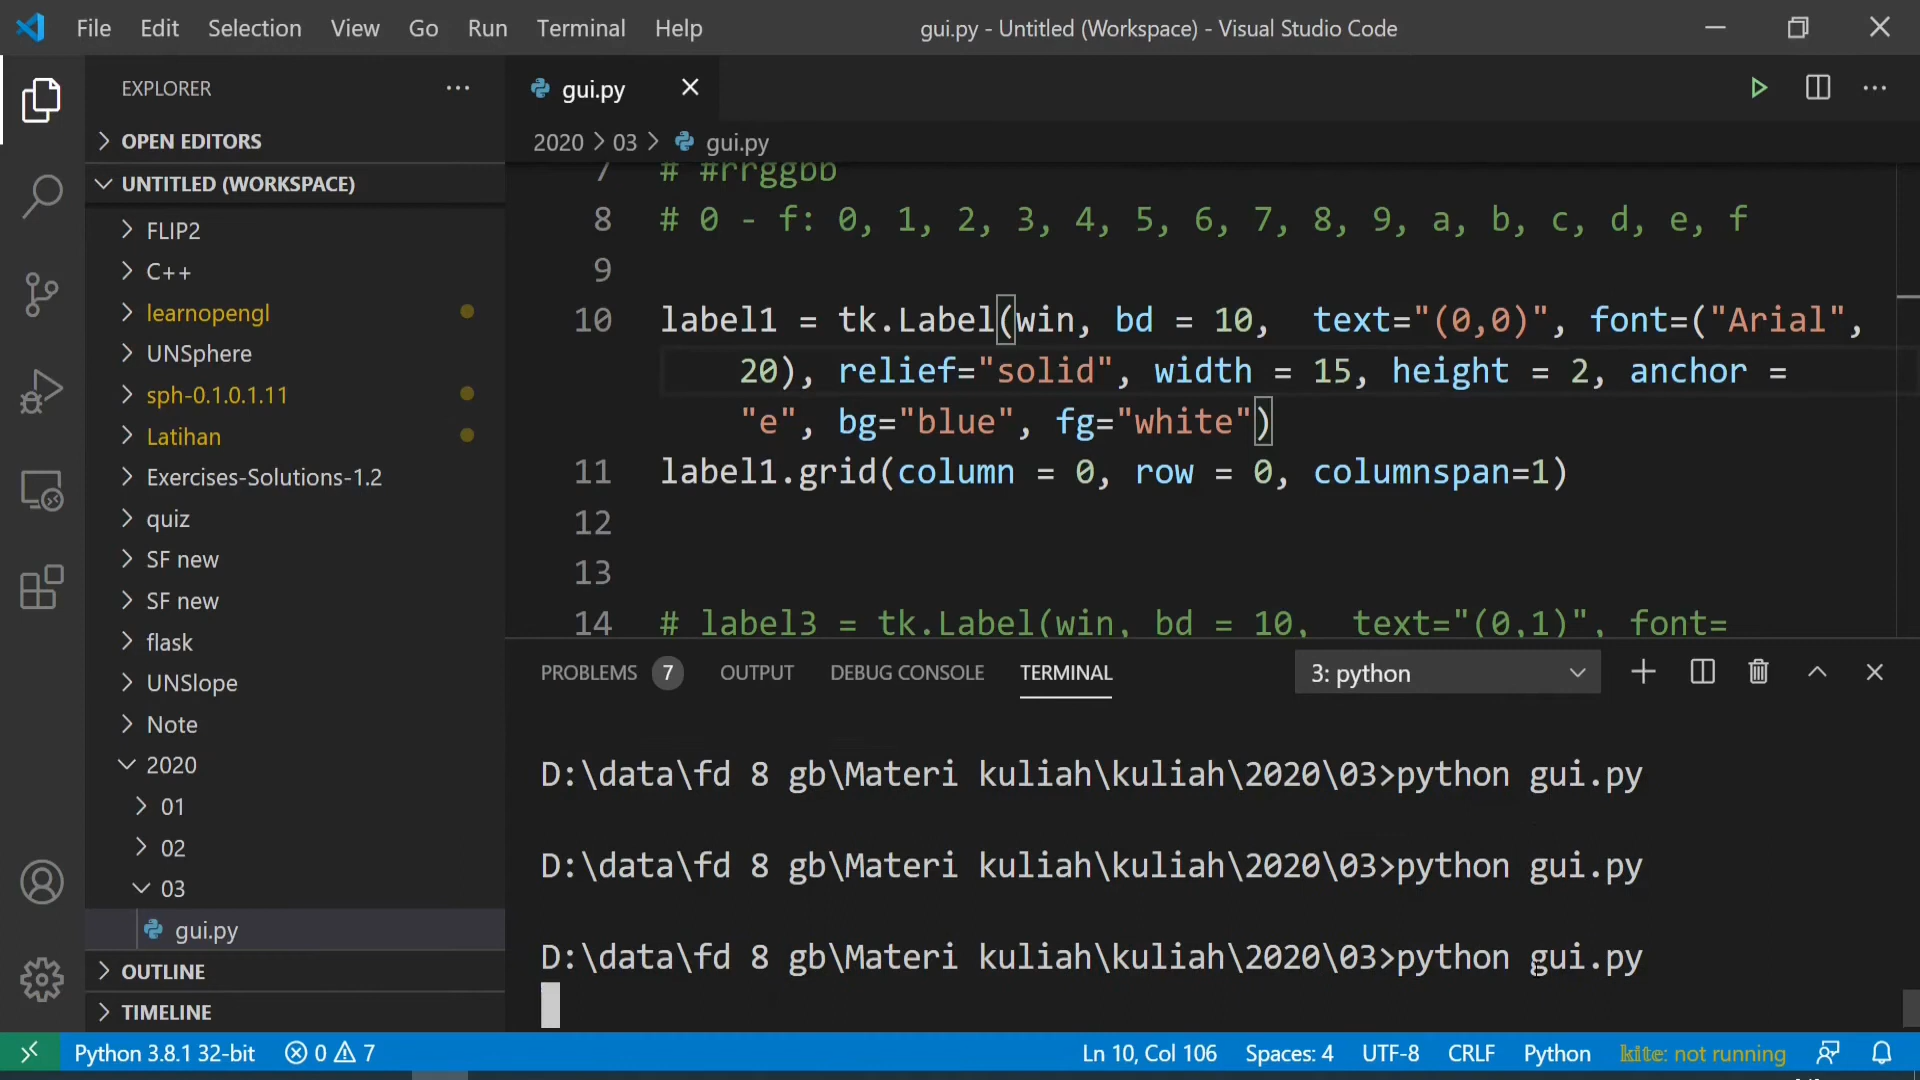 File Edit Selection View Go Run Terminal Help
gui.py - Untitled (Workspace) - Visual Studio Code
EXPLORER
OPEN EDITORS
UNTITLED (WORKSPACE)
FLIP2
C++
learnopengl
UNSphere
sph-0.1.0.1.11
Latihan
Exercises-Solutions-1.2
quiz
SF new
SF new
flask
UNSlope
Note
2020
01
02
03
gui.py
OUTLINE
TIMELINE
gui.py
2020 > 03 > gui.py
7 # #rrggbb
8 # 0 - f: 0, 1, 2, 3, 4, 5, 6, 7, 8, 9, a, b, c, d, e, f
9
10 label1 = tk.Label(win, bd = 10,  text="(0,0)", font=("Arial",
20), relief="solid", width = 15, height = 2, anchor =
"e", bg="blue", fg="white")
11 label1.grid(column = 0, row = 0, columnspan=1)
12
13
14 # label3 = tk.Label(win, bd = 10,  text="(0,1)", font=
PROBLEMS 7 OUTPUT DEBUG CONSOLE TERMINAL 3: python
D:\data\fd 8 gb\Materi kuliah\kuliah\2020\03>python gui.py
D:\data\fd 8 gb\Materi kuliah\kuliah\2020\03>python gui.py
D:\data\fd 8 gb\Materi kuliah\kuliah\2020\03>python gui.py
Python 3.8.1 32-bit 0 7 Ln 10, Col 106 Spaces: 4 UTF-8 CRLF Python kite: not running